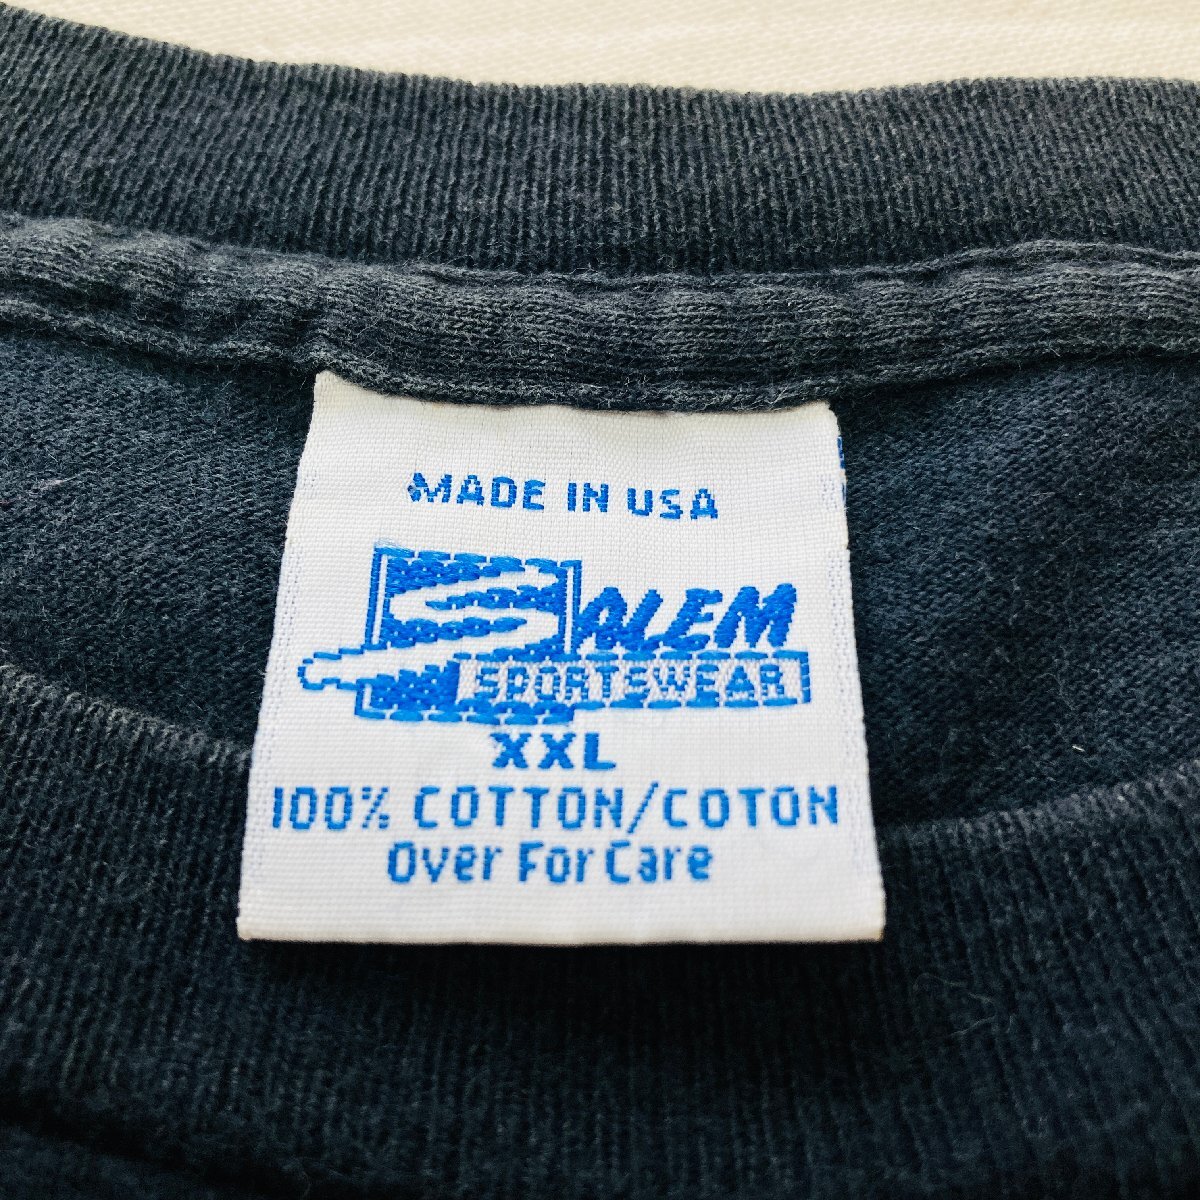 MADE IN USA
SALEM
SPORTSWEAR
XXL
100% COTTON/COTON
Over For Care